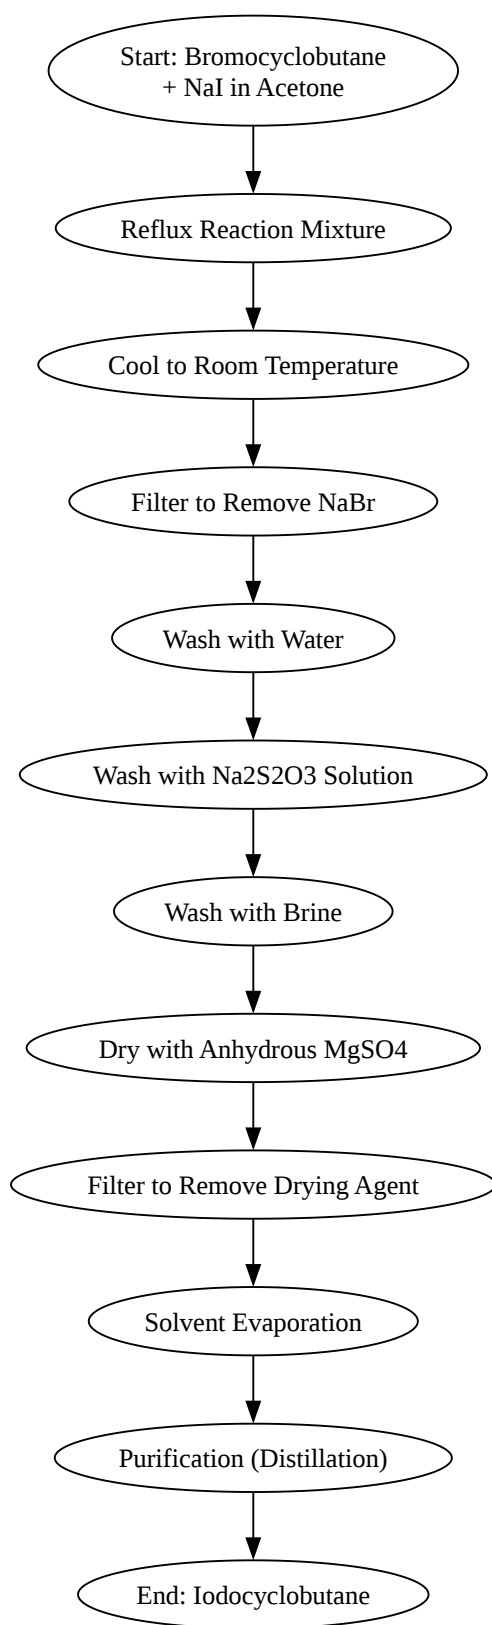 Start: Bromocyclobutane
+ NaI in Acetone
Reflux Reaction Mixture
Cool to Room Temperature
Filter to Remove NaBr
Wash with Water
Wash with Na2S2O3 Solution
Wash with Brine
Dry with Anhydrous MgSO4
Filter to Remove Drying Agent
Solvent Evaporation
Purification (Distillation)
End: Iodocyclobutane